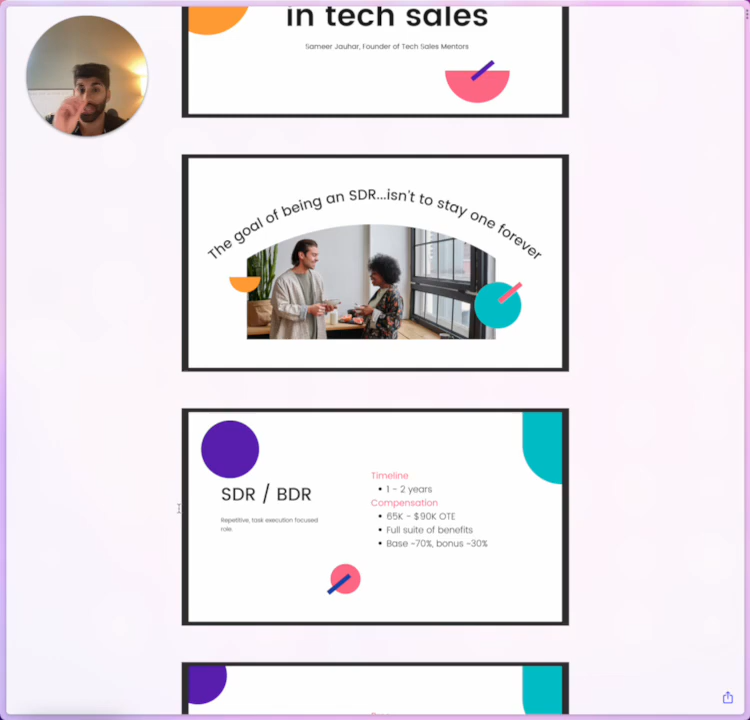 in tech sales
Sameer Jauhar, Founder of Tech Sales Mentors
The goal of being an SDR...isn't to stay one forever
SDR / BDR
Repetitive, task execution focused
role.
Timeline
1 - 2 years
Compensation
65K - $90K OTE
Full suite of benefits
Base ~70%, bonus ~30%